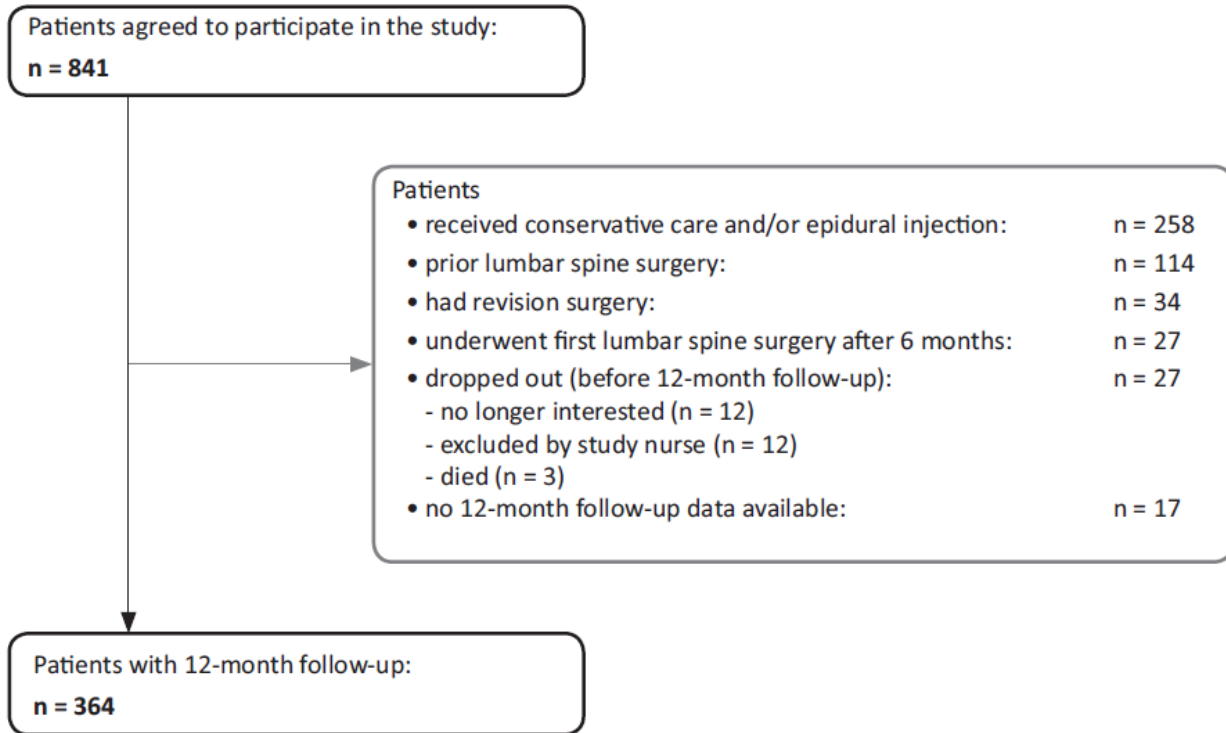 Patients agreed to participate in the study:
n = 841
Patients
• received conservative care and/or epidural injection: n = 258
• prior lumbar spine surgery: n = 114
• had revision surgery: n = 34
• underwent first lumbar spine surgery after 6 months: n = 27
• dropped out (before 12-month follow-up): n = 27
- no longer interested (n = 12)
- excluded by study nurse (n = 12)
- died (n = 3)
• no 12-month follow-up data available: n = 17
Patients with 12-month follow-up:
n = 364